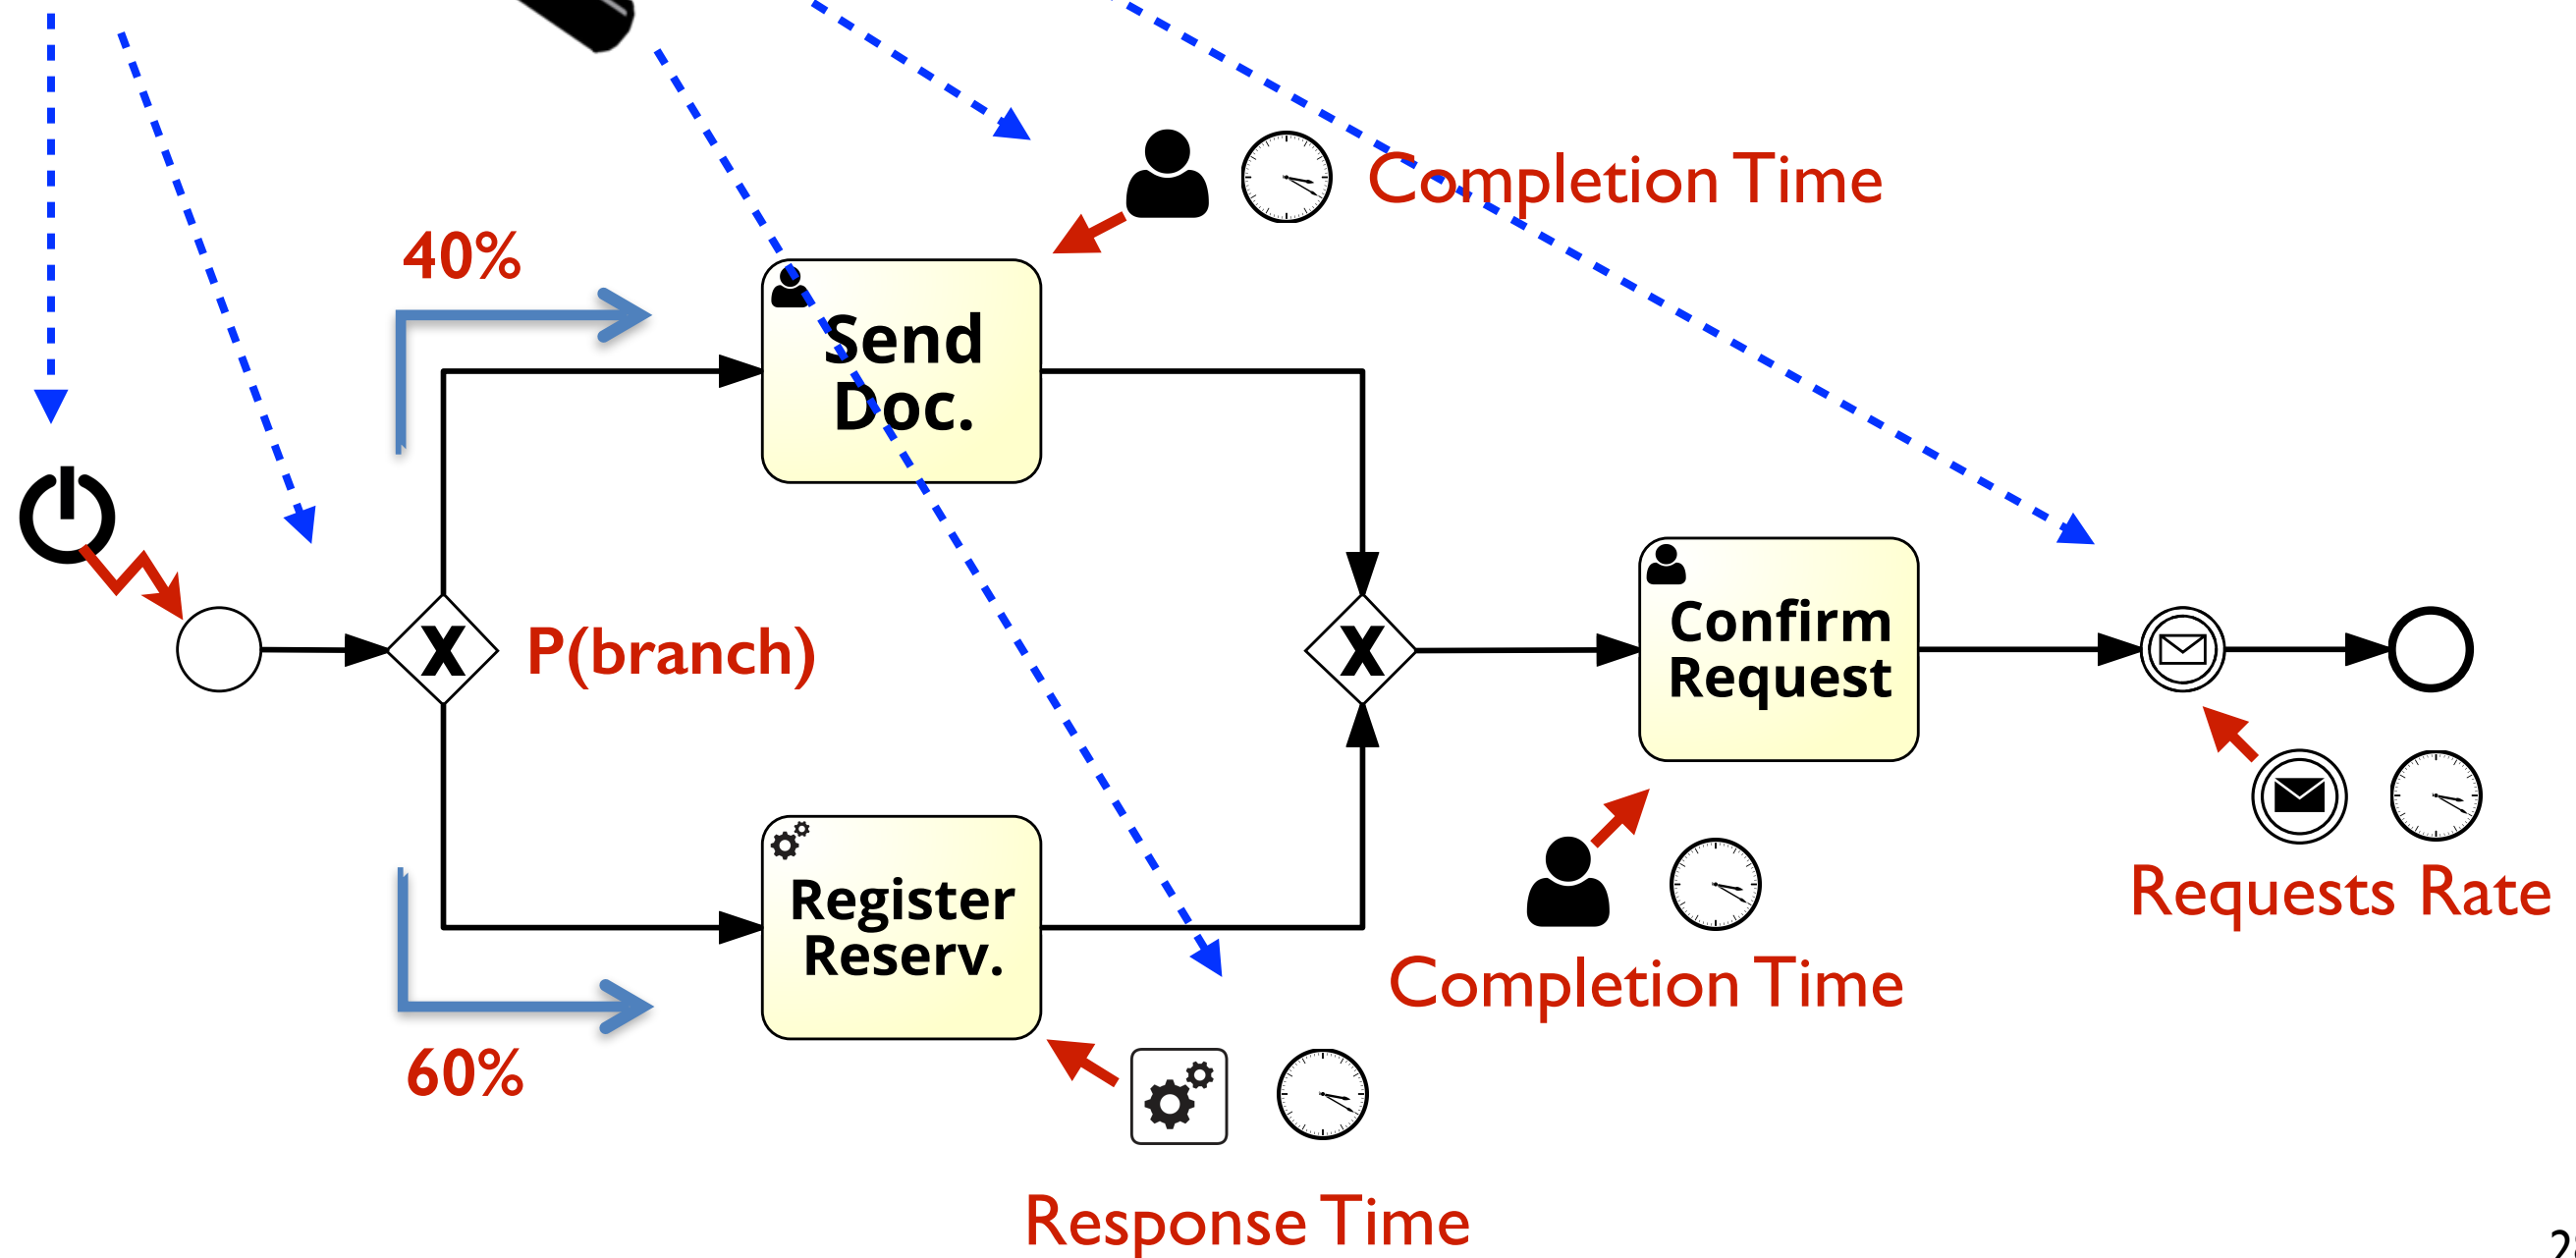 Completion Time
40%
Send
Doc.
X
P(branch)
X
Confirm
Request
Register
Reserv.
Requests Rate
Completion Time
60%
Response Time